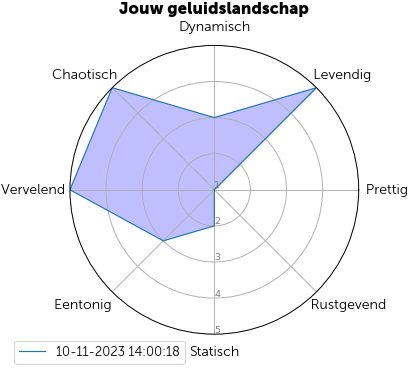 Jouw geluidslandschap
Dynamisch
Chaotisch
Levendig
Vervelend
1
Prettig
2
3
Eentonig
4
Rustgevend
5
10-11-2023 14:00:18
Statisch